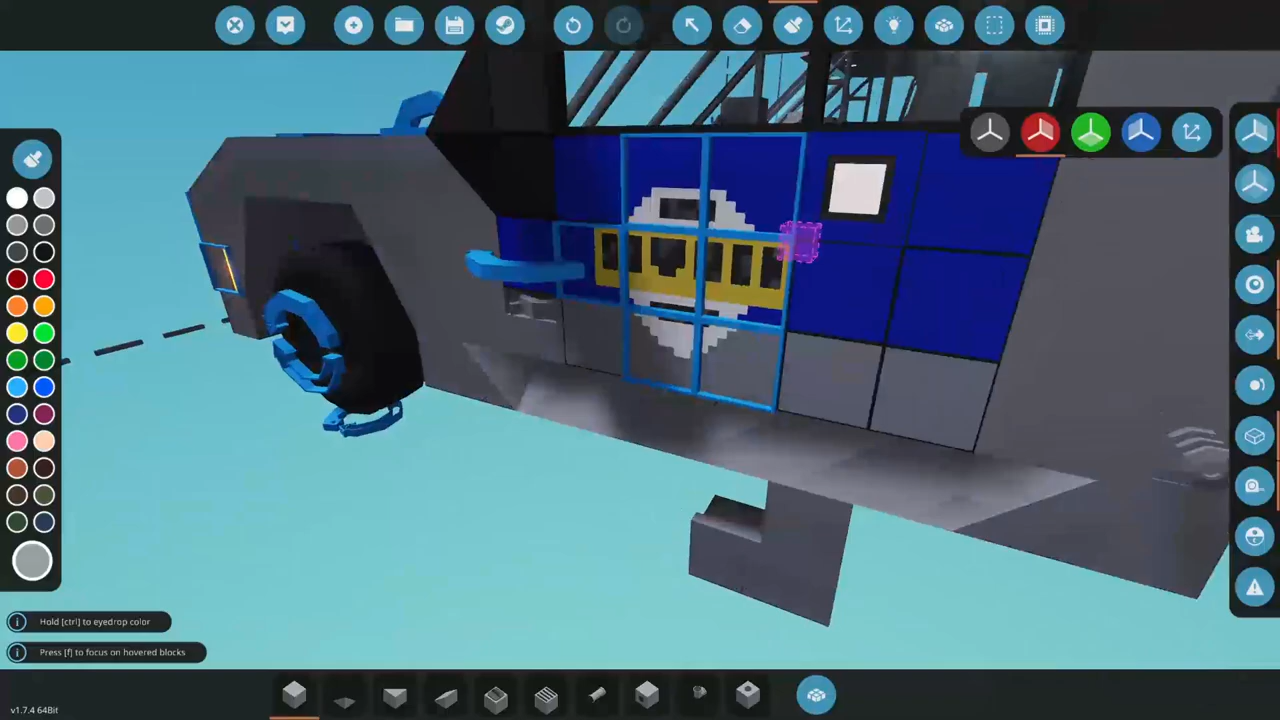 Hold [ctrl] to eyedrop color
Press [f] to focus on hovered blocks
v1.7.4 64Bit